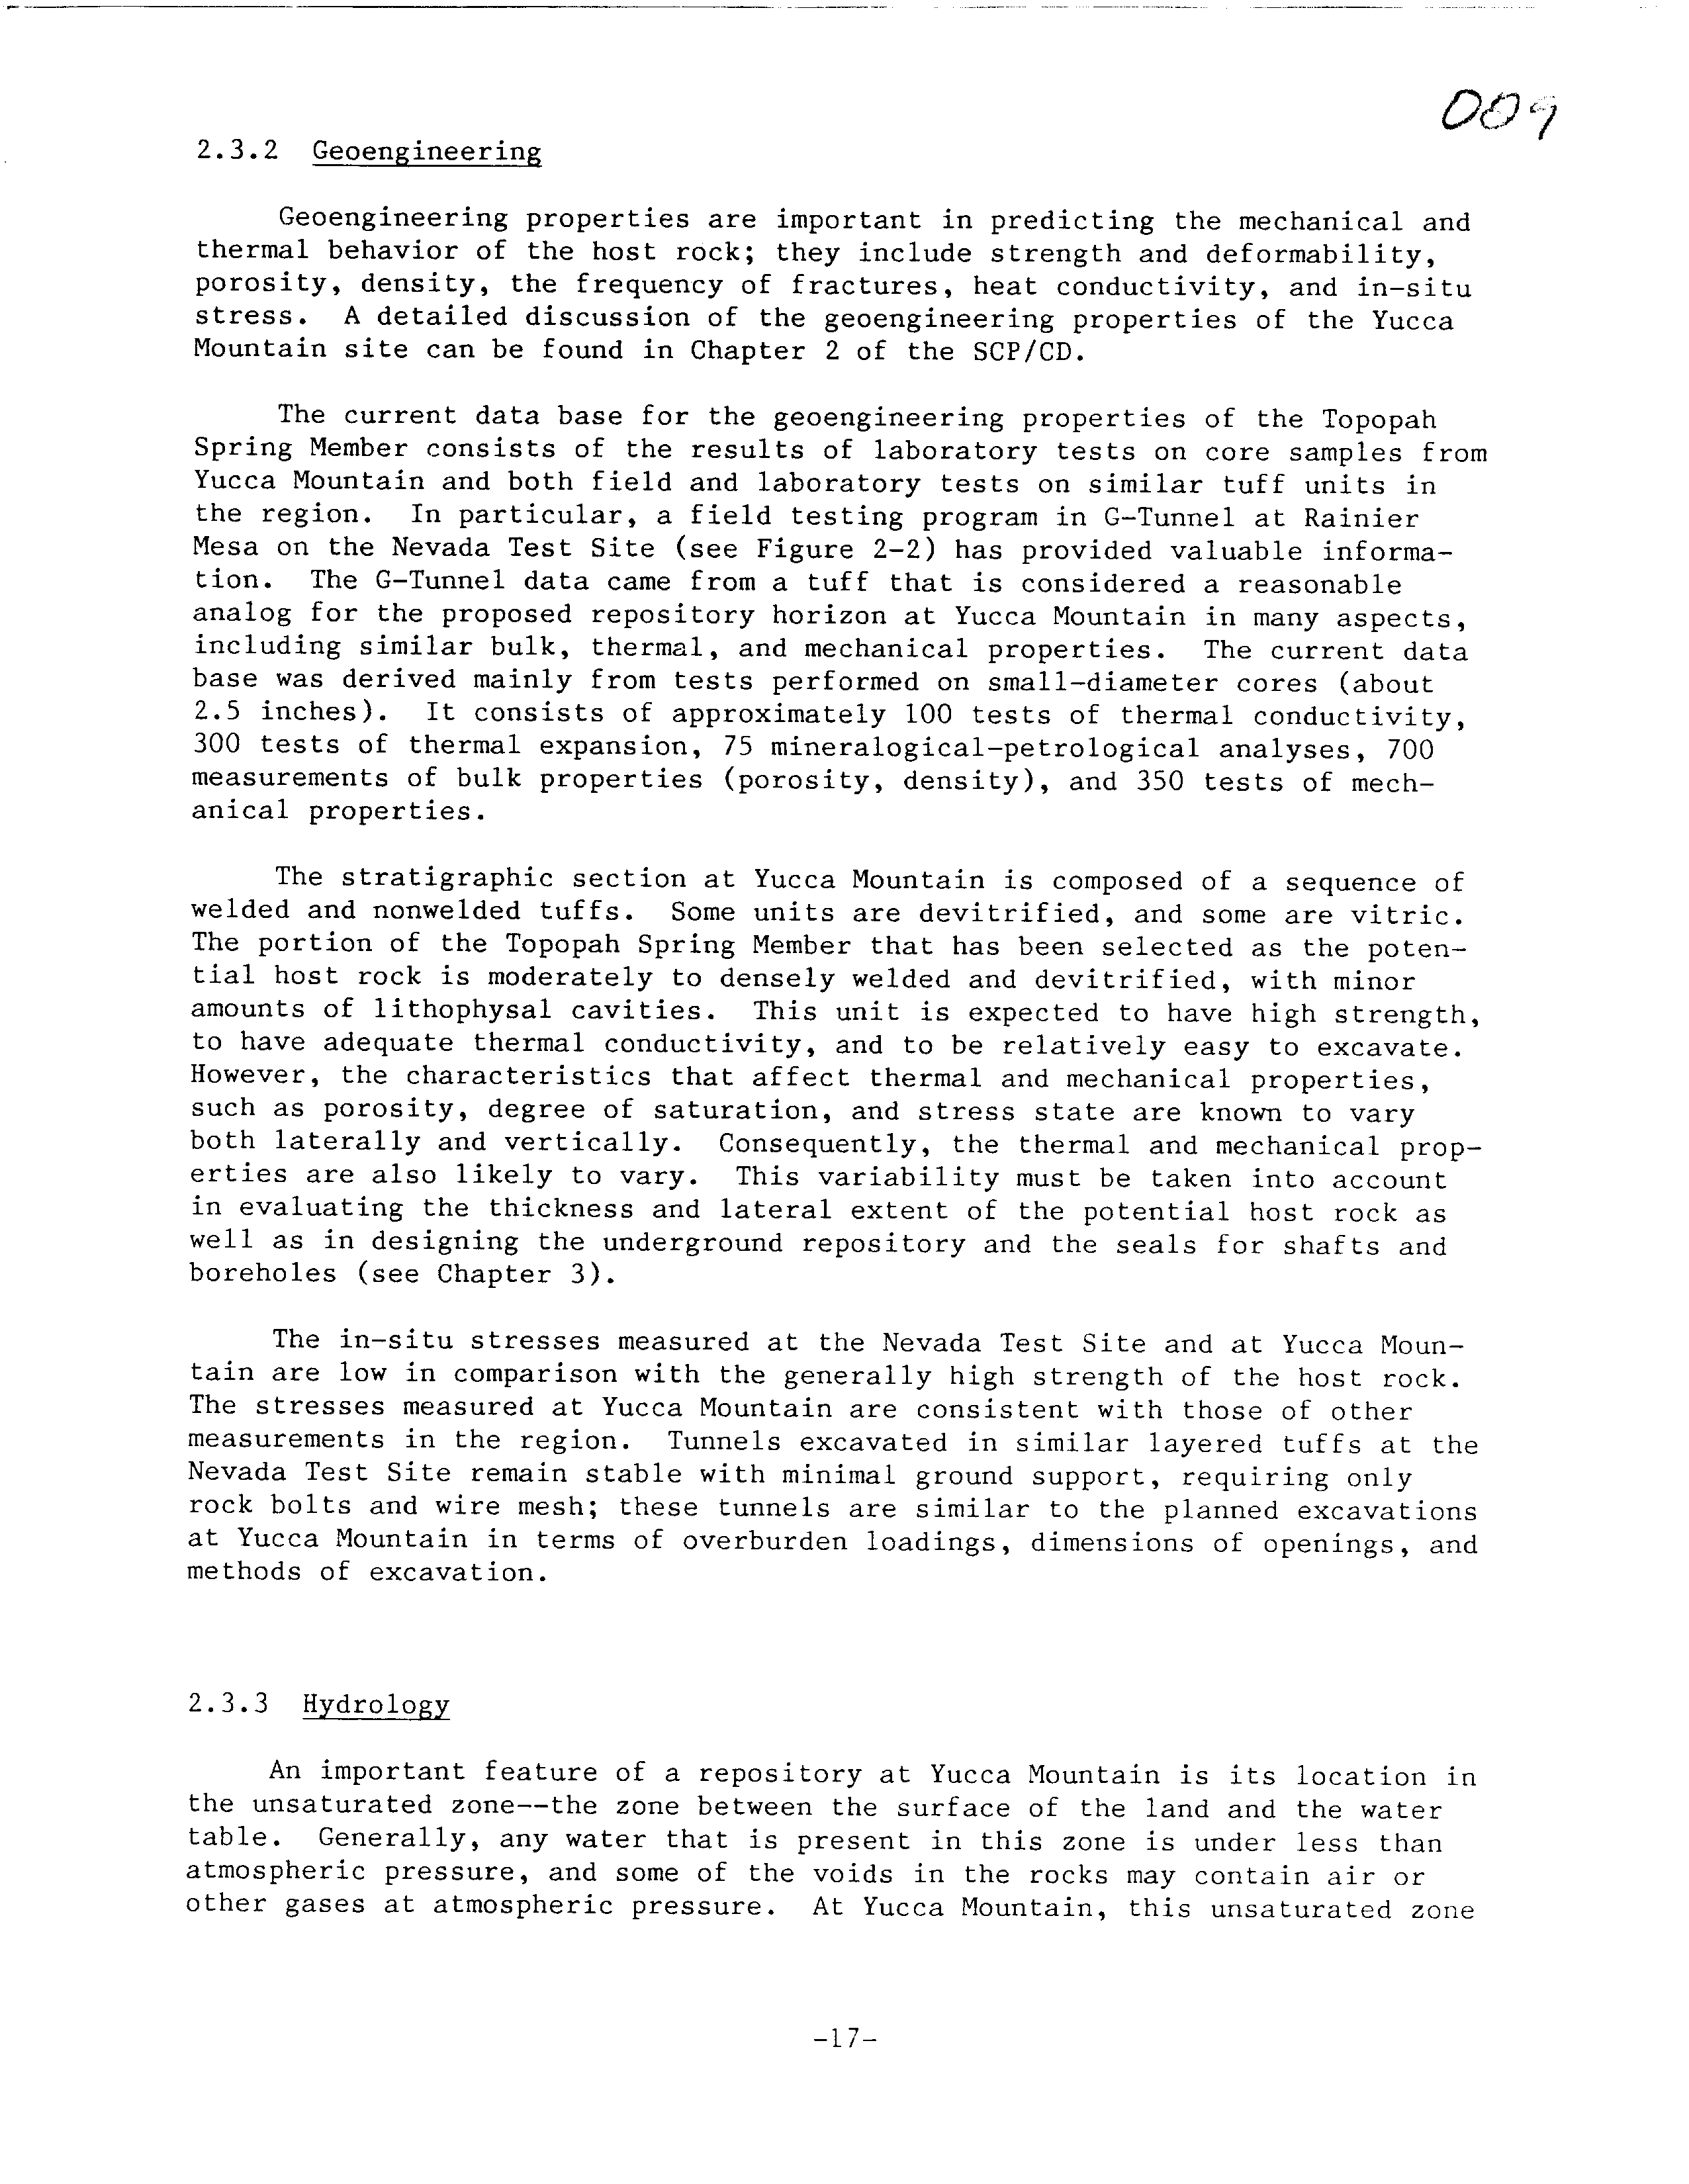 009
2.3.2 Geoengineering
Geoengineering properties are important in predicting the mechanical and
thermal behavior of the host rock; they include strength and deformability,
porosity, density, the frequency of fractures, heat conductivity, and in-situ
stress. A detailed discussion of the geoengineering properties of the Yucca
Mountain site can be found in Chapter 2 of the SCP/CD.
The current data base for the geoengineering properties of the Topopah
Spring Member consists of the results of laboratory tests on core samples from
Yucca Mountain and both field and laboratory tests on similar tuff units in
the region. In particular, a field testing program in G-Tunnel at Rainier
Mesa on the Nevada Test Site (see Figure 2-2) has provided valuable informa-
tion. The G-Tunnel data came from a tuff that is considered a reasonable
analog for the proposed repository horizon at Yucca Mountain in many aspects,
including similar bulk, thermal, and mechanical properties. The current data
base was derived mainly from tests performed on small-diameter cores (about
2.5 inches). It consists of approximately 100 tests of thermal conductivity,
300 tests of thermal expansion, 75 mineralogical-petrological analyses, 700
measurements of bulk properties (porosity, density), and 350 tests of mech-
anical properties.
The stratigraphic section at Yucca Mountain is composed of a sequence of
welded and nonwelded tuffs. Some units are devitrified, and some are vitric.
The portion of the Topopah Spring Member that has been selected as the poten-
tial host rock is moderately to densely welded and devitrified, with minor
amounts of lithophysal cavities. This unit is expected to have high strength,
to have adequate thermal conductivity, and to be relatively easy to excavate.
However, the characteristics that affect thermal and mechanical properties,
such as porosity, degree of saturation, and stress state are known to vary
both laterally and vertically. Consequently, the thermal and mechanical prop-
erties are also likely to vary. This variability must be taken into account
in evaluating the thickness and lateral extent of the potential host rock as
well as in designing the underground repository and the seals for shafts and
boreholes (see Chapter 3).
The in-situ stresses measured at the Nevada Test Site and at Yucca Moun-
tain are low in comparison with the generally high strength of the host rock.
The stresses measured at Yucca Mountain are consistent with those of other
measurements in the region. Tunnels excavated in similar layered tuffs at the
Nevada Test Site remain stable with minimal ground support, requiring only
rock bolts and wire mesh; these tunnels are similar to the planned excavations
at Yucca Mountain in terms of overburden loadings, dimensions of openings, and
methods of excavation.
2.3.3 Hydrology
An important feature of a repository at Yucca Mountain is its location in
the unsaturated zone--the zone between the surface of the land and the water
table. Generally, any water that is present in this zone is under less than
atmospheric pressure, and some of the voids in the rocks may contain air or
other gases at atmospheric pressure. At Yucca Mountain, this unsaturated zone
-17-